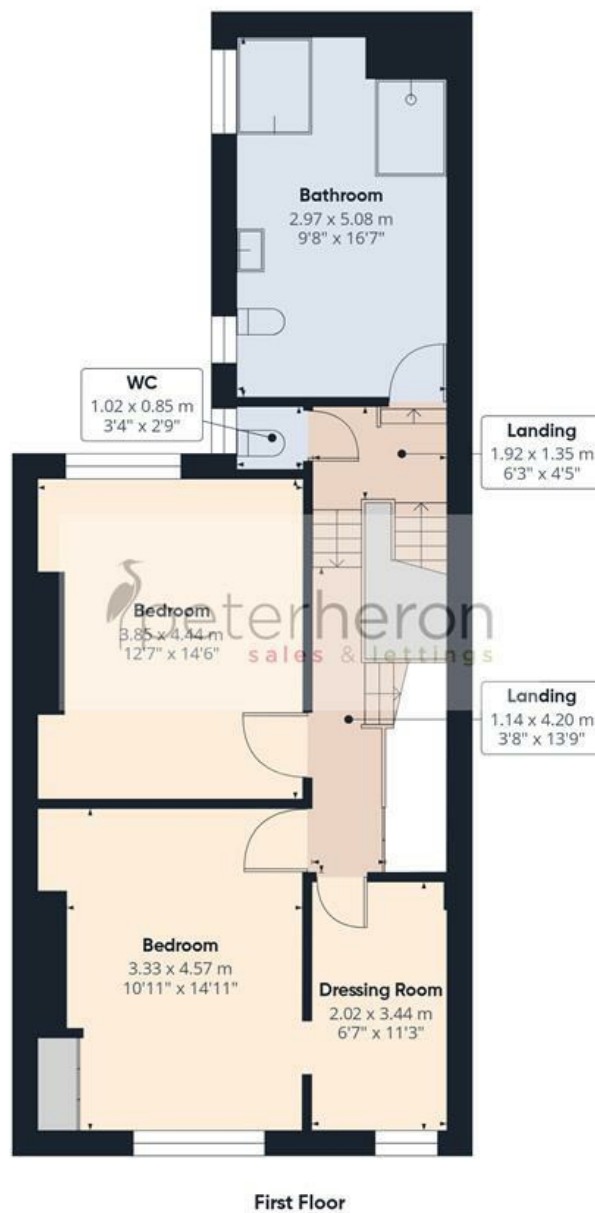 Bathroom
2.97 x 5.08 m
9'8" x 16'7"
WC
1.02 x 0.85 m
3'4" x 2'9"
Landing
1.92 x 1.35 m
6'3" x 4'5"
Bedroom
3.85 x 4.44 m
12'7" x 14'6"
peterheron
sales & lettings
Landing
1.14 x 4.20 m
3'8" x 13'9"
Bedroom
3.33 x 4.57 m
10'11" x 14'11"
Dressing Room
2.02 x 3.44 m
6'7" x 11'3"
First Floor